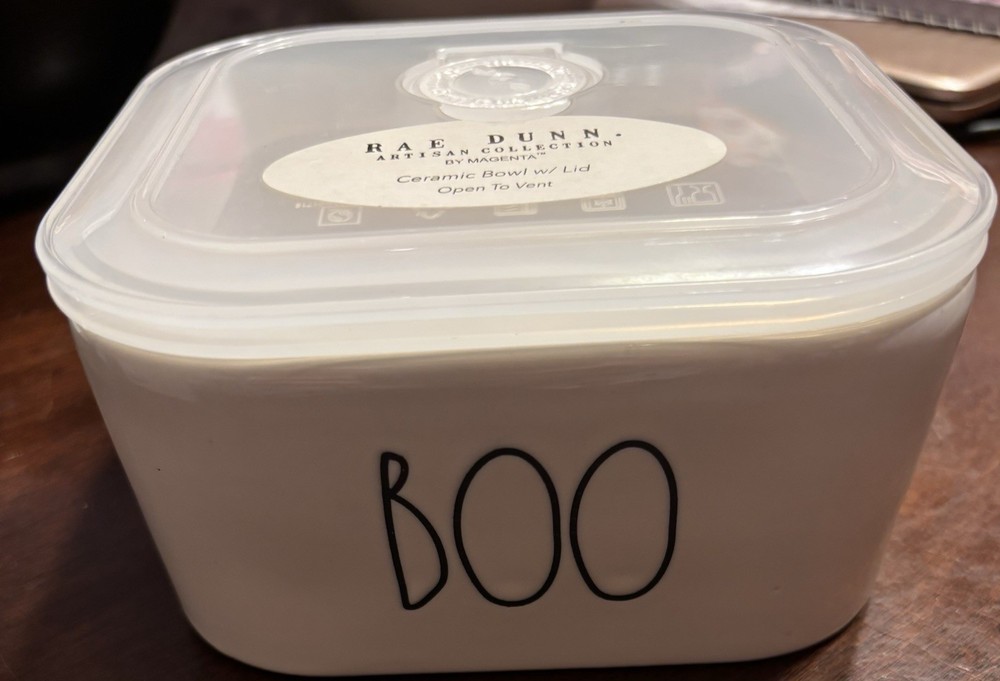 RAE DUNN.
ARTISAN COLLECTION
BY MAGENTA™
Ceramic Bowl w/ Lid
Open To Vent
BOO